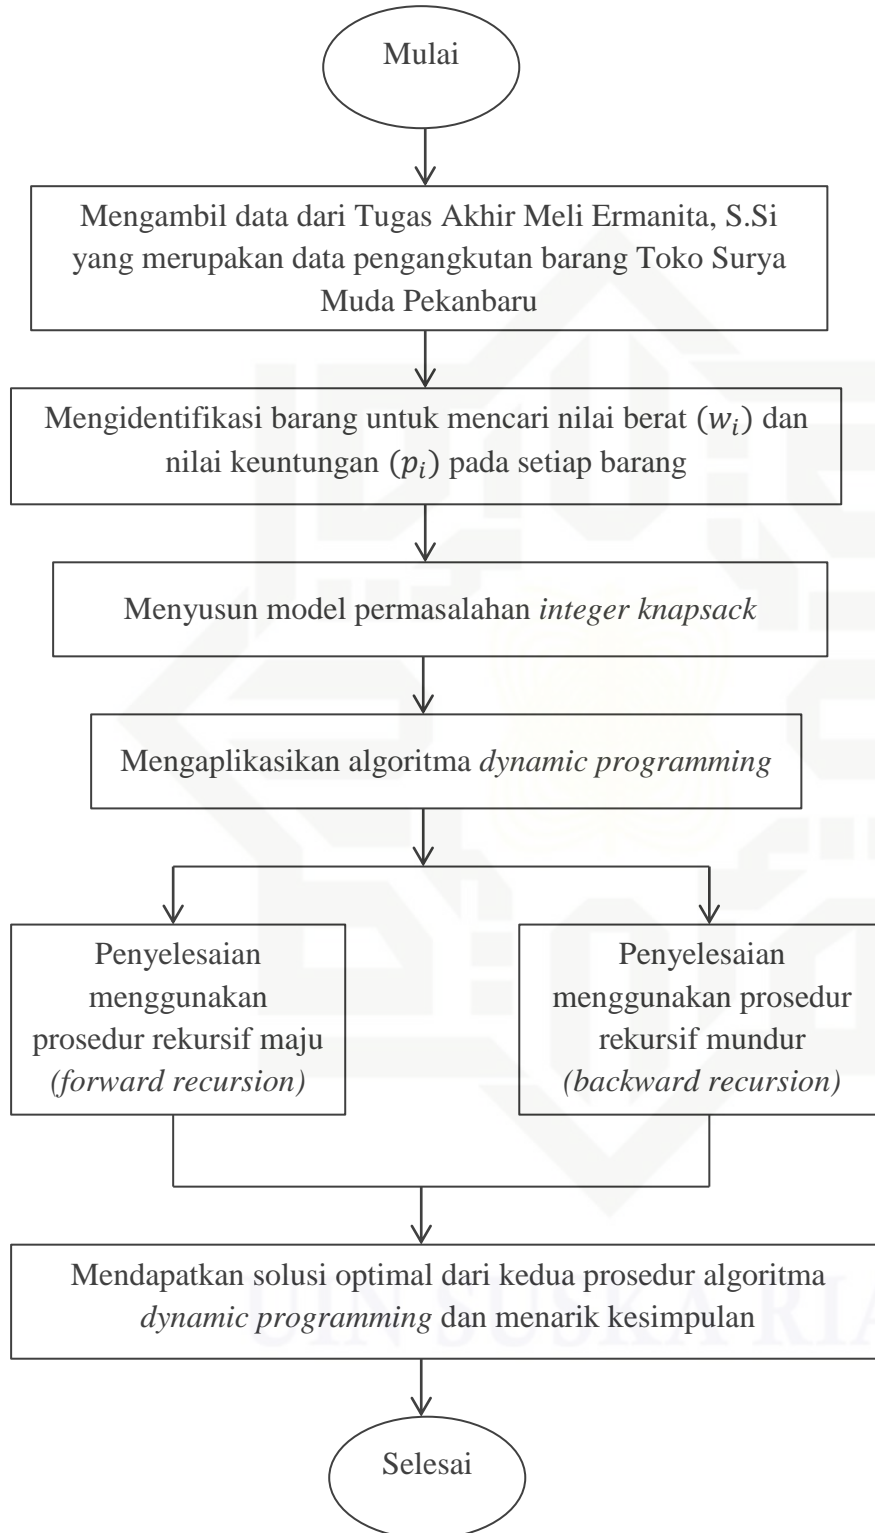 Mulai
Mengambil data dari Tugas Akhir Meli Ermanita, S.Si
yang merupakan data pengangkutan barang Toko Surya
Muda Pekanbaru
Mengidentifikasi barang untuk mencari nilai berat (wᵢ) dan
nilai keuntungan (pᵢ) pada setiap barang
Menyusun model permasalahan integer knapsack
Mengaplikasikan algoritma dynamic programming
Penyelesaian
menggunakan
prosedur rekursif maju
(forward recursion)
Penyelesaian
menggunakan prosedur
rekursif mundur
(backward recursion)
Mendapatkan solusi optimal dari kedua prosedur algoritma
dynamic programming dan menarik kesimpulan
UIN SUSKA RIA
Selesai